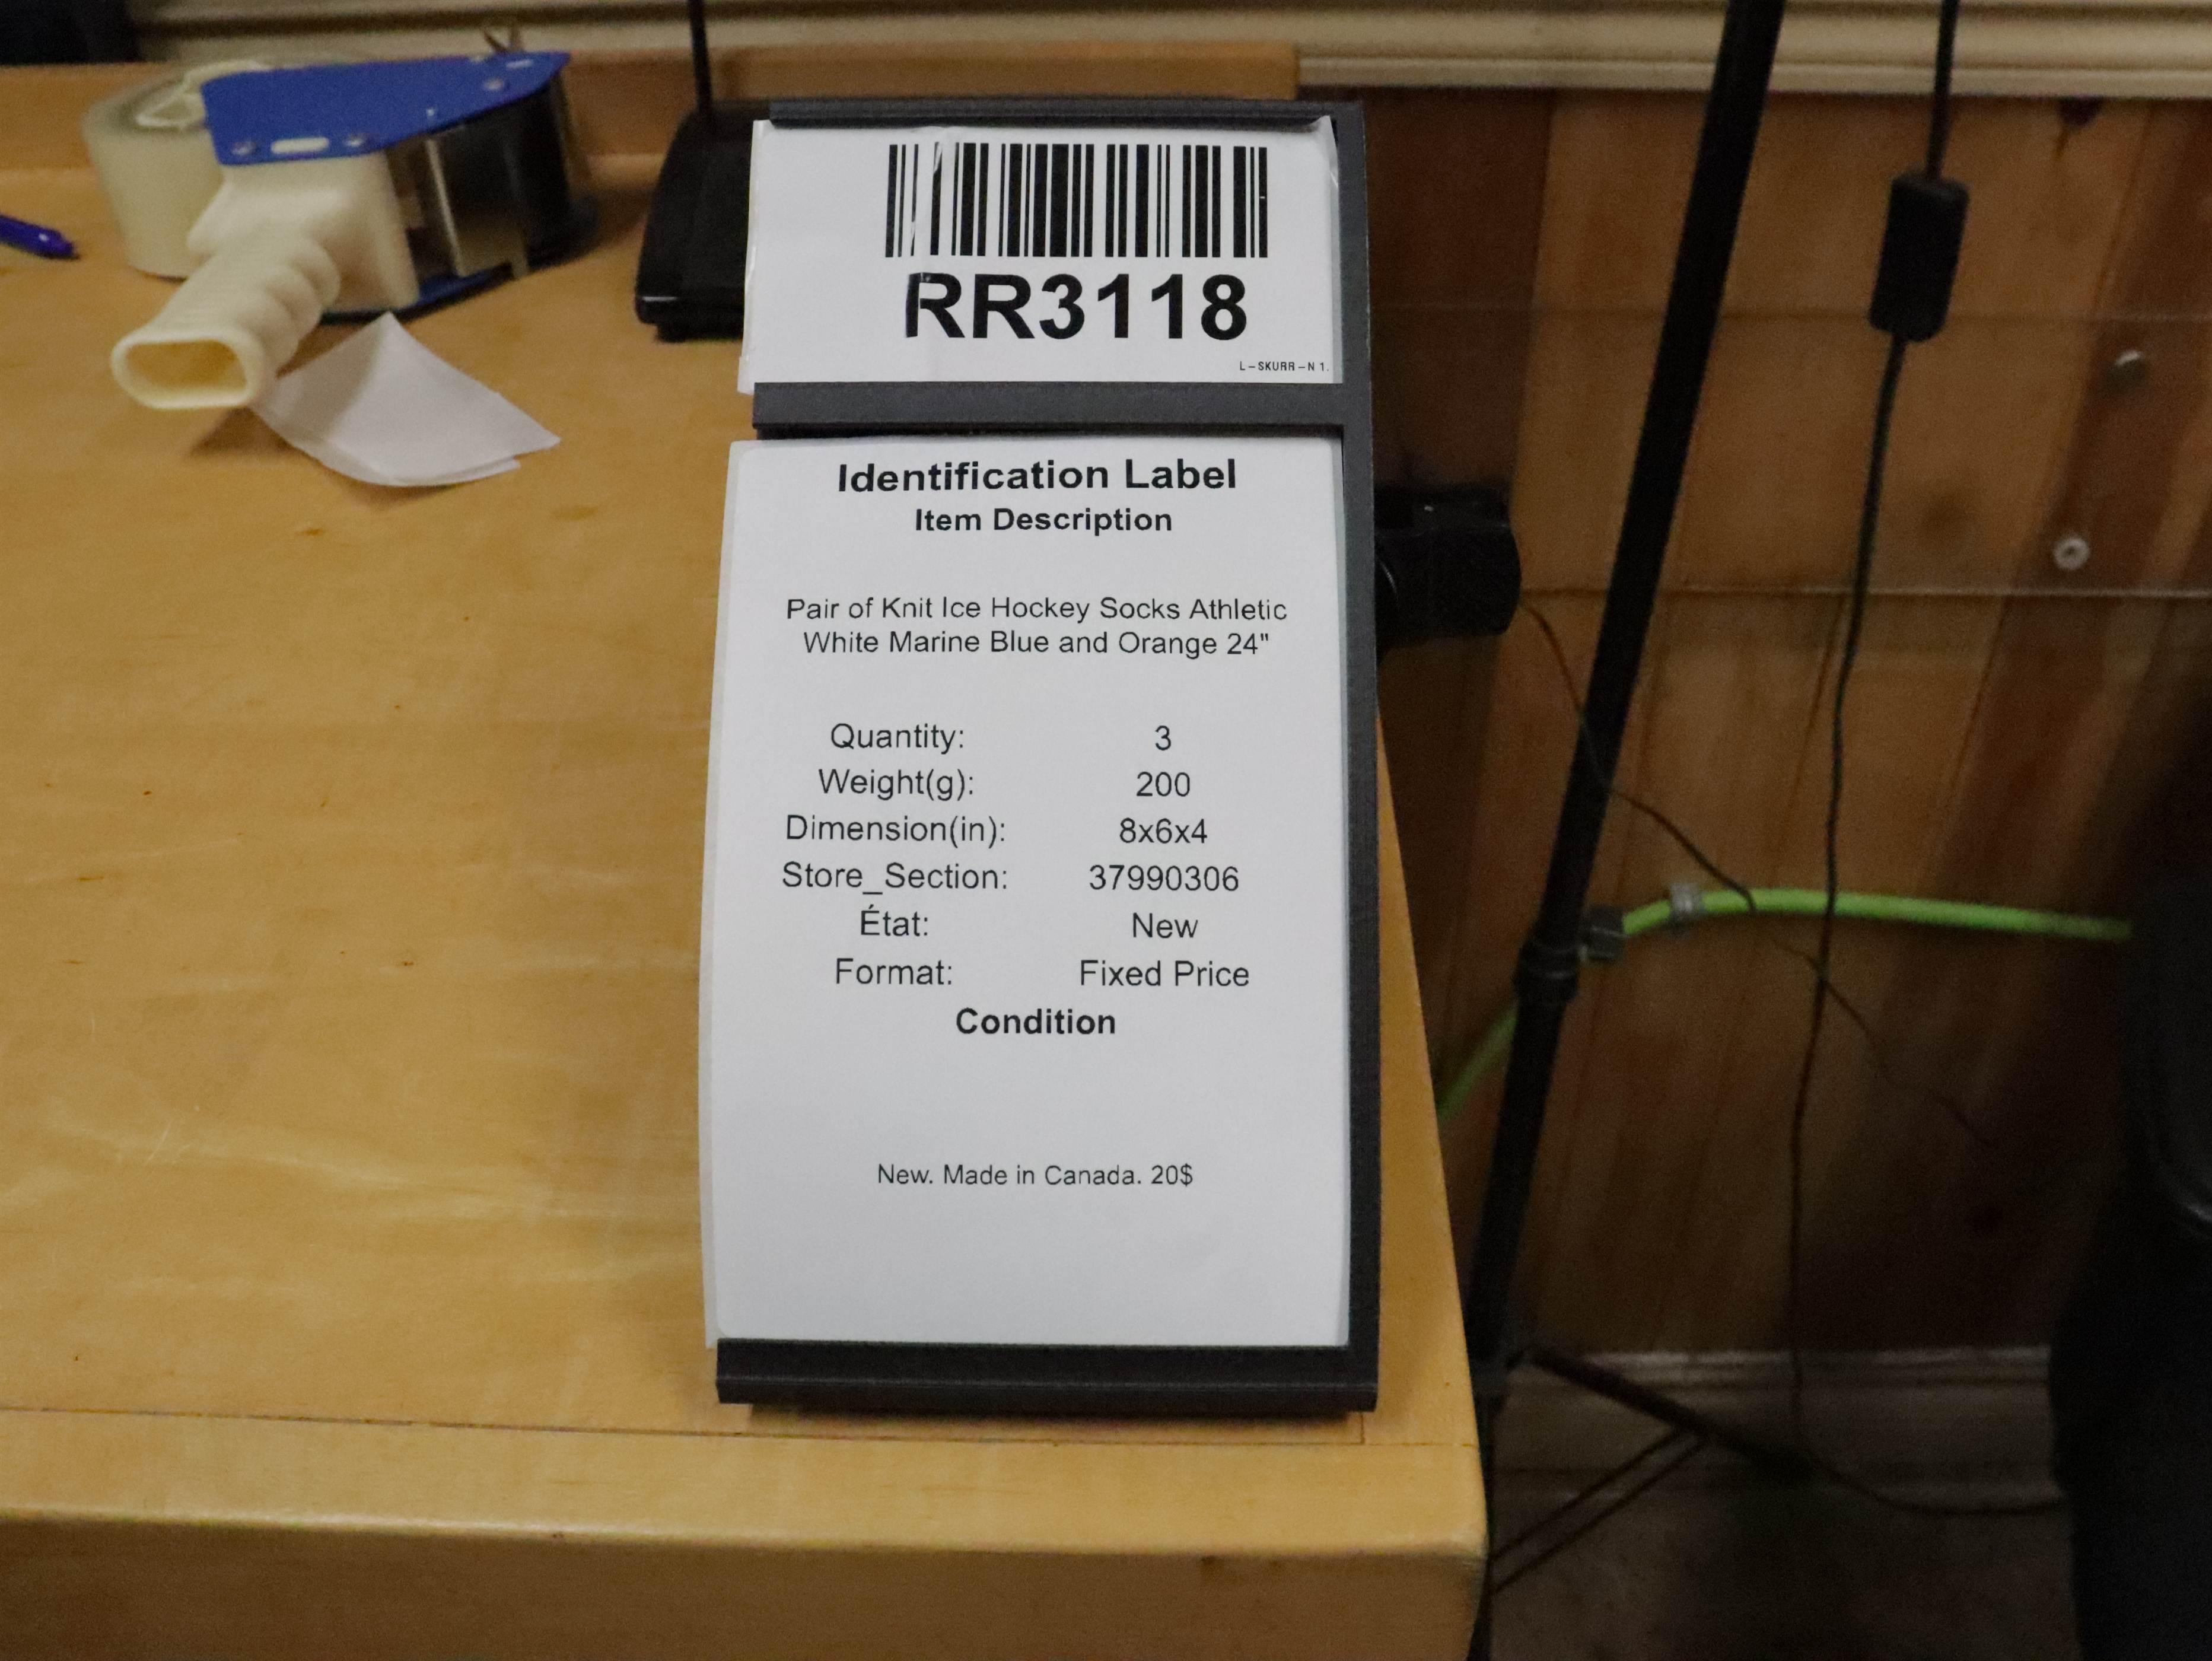 RR3118
L-SKURR-N 1.
Identification Label
Item Description
Pair of Knit Ice Hockey Socks Athletic
White Marine Blue and Orange 24"
Quantity: 3
Weight(g): 200
Dimension(in): 8x6x4
Store_Section: 37990306
État: New
Format: Fixed Price
Condition
New. Made in Canada. 20$